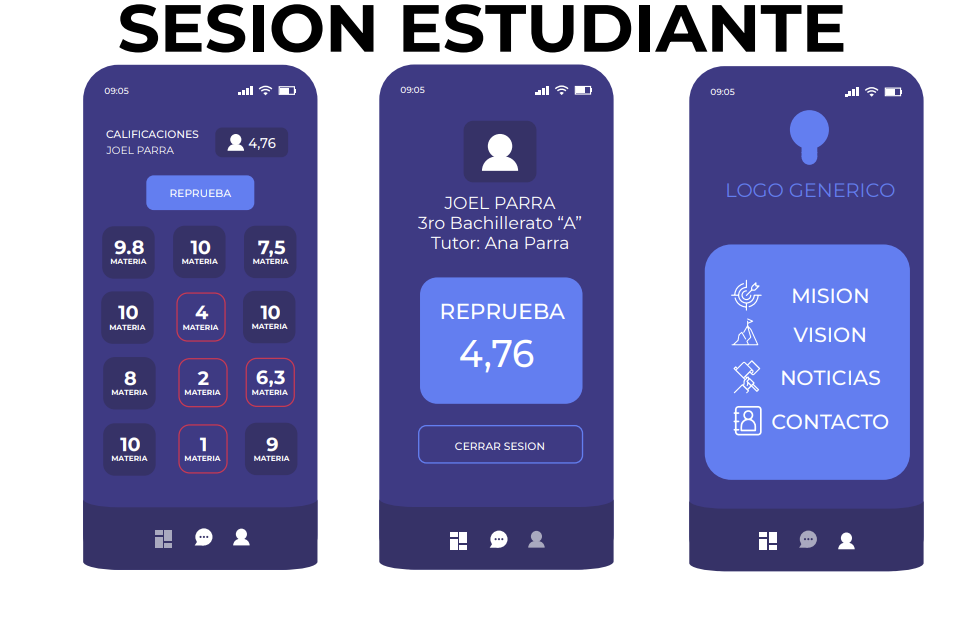 SESION ESTUDIANTE
09:05
CALIFICACIONES
JOEL PARRA
4,76
REPRUEBA
9.8 10 7,5
MATERIA MATERIA MATERIA
10 4 10
MATERIA MATERIA MATERIA
8 2 6,3
MATERIA MATERIA MATERIA
10 1 9
MATERIA MATERIA MATERIA
09:05
JOEL PARRA
3ro Bachillerato “A”
Tutor: Ana Parra
REPRUEBA
4,76
CERRAR SESION
09:05
LOGO GENERICO
MISION
VISION
NOTICIAS
CONTACTO